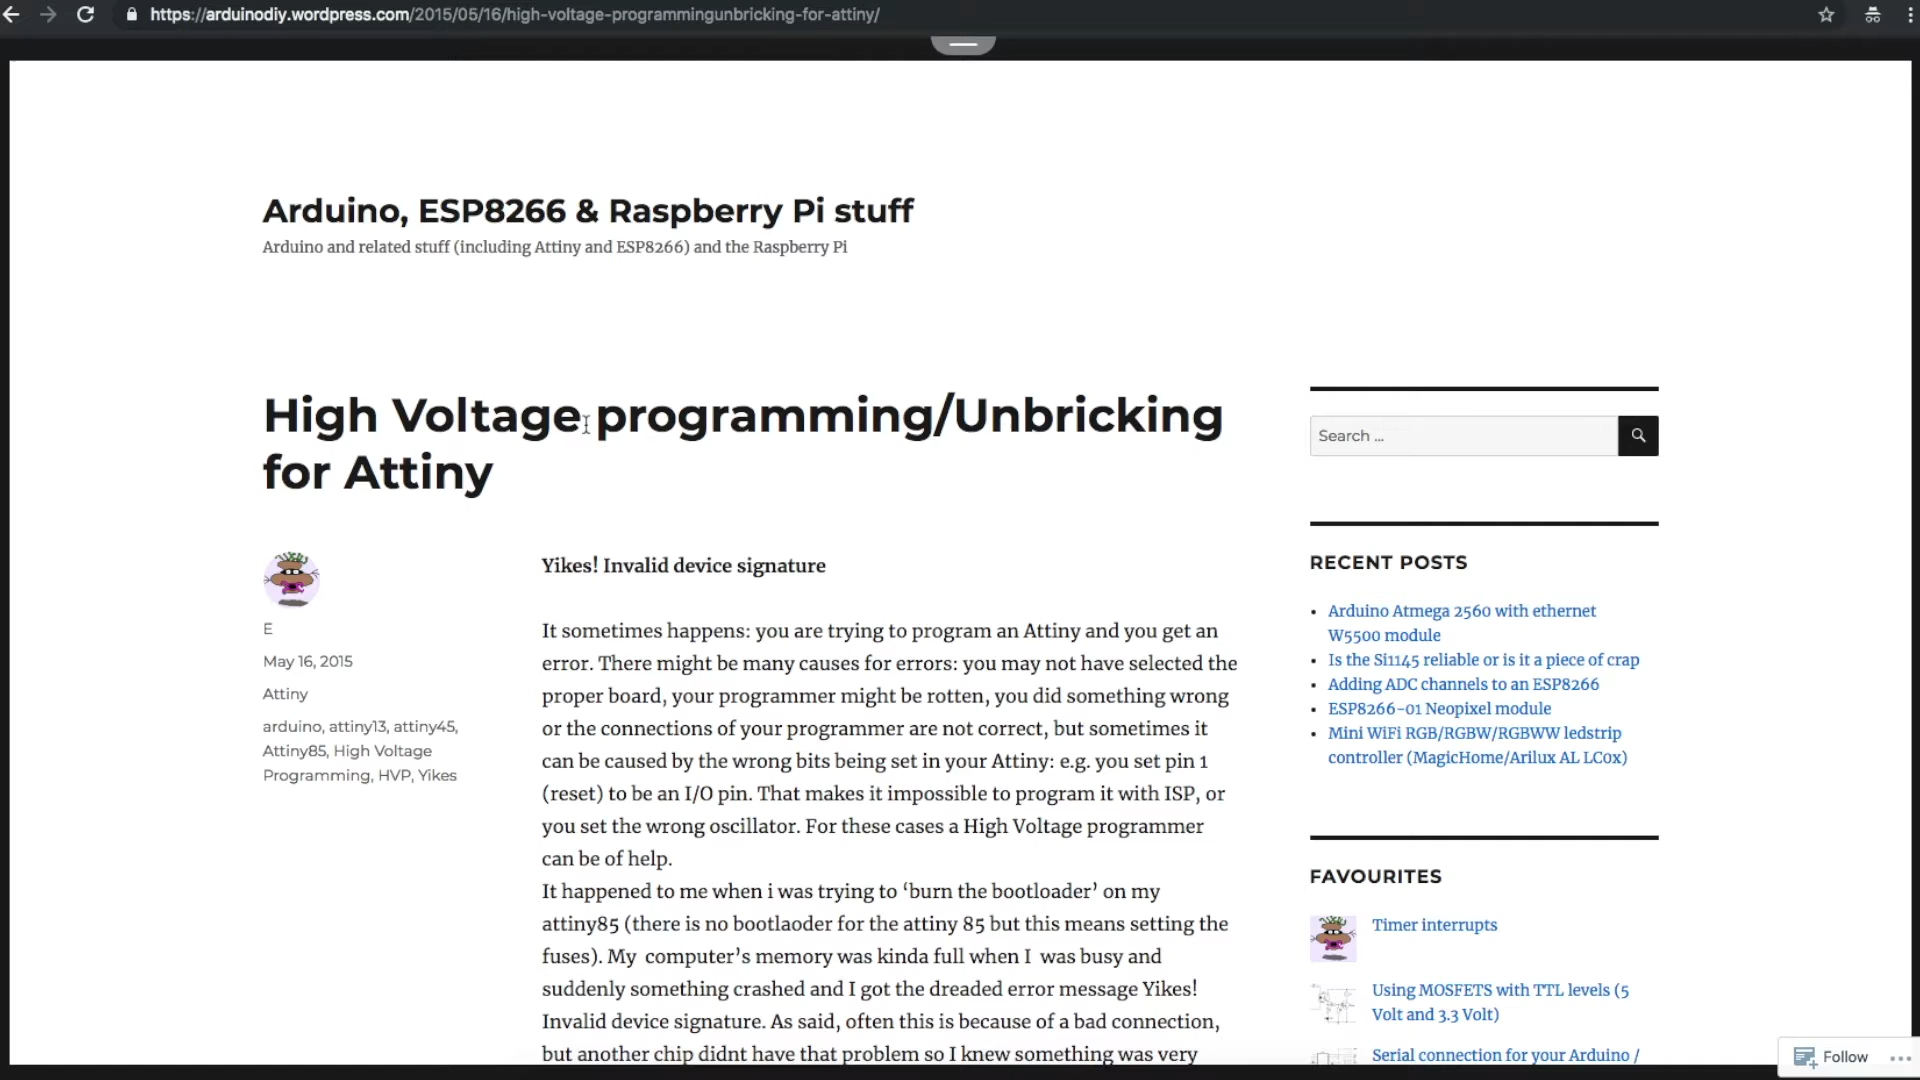 https://arduinodiy.wordpress.com/2015/05/16/high-voltage-programmingunbricking-for-attiny/
Arduino, ESP8266 & Raspberry Pi stuff
Arduino and related stuff (including Attiny and ESP8266) and the Raspberry Pi
High Voltage programming/Unbricking
for Attiny
E
May 16, 2015
Attiny
arduino, attiny13, attiny45,
Attiny85, High Voltage
Programming, HVP, Yikes
Yikes! Invalid device signature
It sometimes happens: you are trying to program an Attiny and you get an
error. There might be many causes for errors: you may not have selected the
proper board, your programmer might be rotten, you did something wrong
or the connections of your programmer are not correct, but sometimes it
can be caused by the wrong bits being set in your Attiny: e.g. you set pin 1
(reset) to be an I/O pin. That makes it impossible to program it with ISP, or
you set the wrong oscillator. For these cases a High Voltage programmer
can be of help.
It happened to me when i was trying to ‘burn the bootloader’ on my
attiny85 (there is no bootlaoder for the attiny 85 but this means setting the
fuses). My computer’s memory was kinda full when I was busy and
suddenly something crashed and I got the dreaded error message Yikes!
Invalid device signature. As said, often this is because of a bad connection,
but another chip didnt have that problem so I knew something was very
Search ...
RECENT POSTS
Arduino Atmega 2560 with ethernet
W5500 module
Is the Si1145 reliable or is it a piece of crap
Adding ADC channels to an ESP8266
ESP8266-01 Neopixel module
Mini WiFi RGB/RGBW/RGBWW ledstrip
controller (MagicHome/Arilux AL LC0x)
FAVOURITES
Timer interrupts
Using MOSFETS with TTL levels (5
Volt and 3.3 Volt)
Serial connection for your Arduino /
Follow